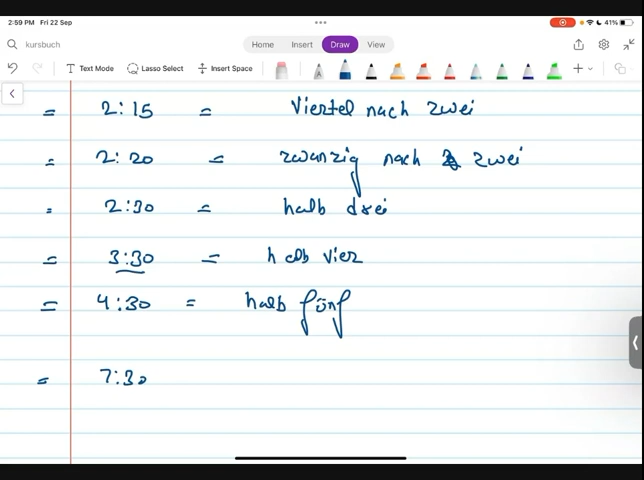 2:59 PM Fri 22 Sep
41%
kursbuch
Home Insert Draw View
Text Mode Lasso Select Insert Space
= 2:15 = Viertel nach zwei
= 2:20 = zwanzig nach zwei
= 2:30 = halb drei
= 3:30 = halb vier
= 4:30 = halb fünf
= 7:30